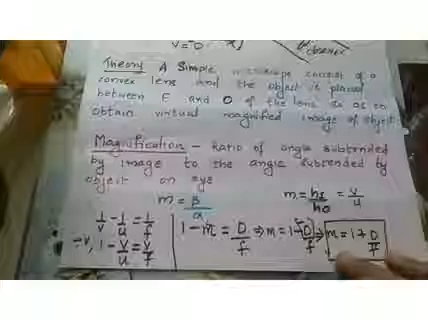 V = -D
Theory A Simple microscope consist of a
convex lens and the object is placed
between F and O of the lens so as to
obtain virtual magnified image of object
Magnification - Ratio of angle subtended
by image to the angle subtended by
object on eye
m = β/α m = hI/ho = v/u
1/v - 1/u = 1/f
÷v, 1 - v/u = v/f
1 - m = -D/f ⇒ m = 1 + D/f ⇒ m = 1 + D/f